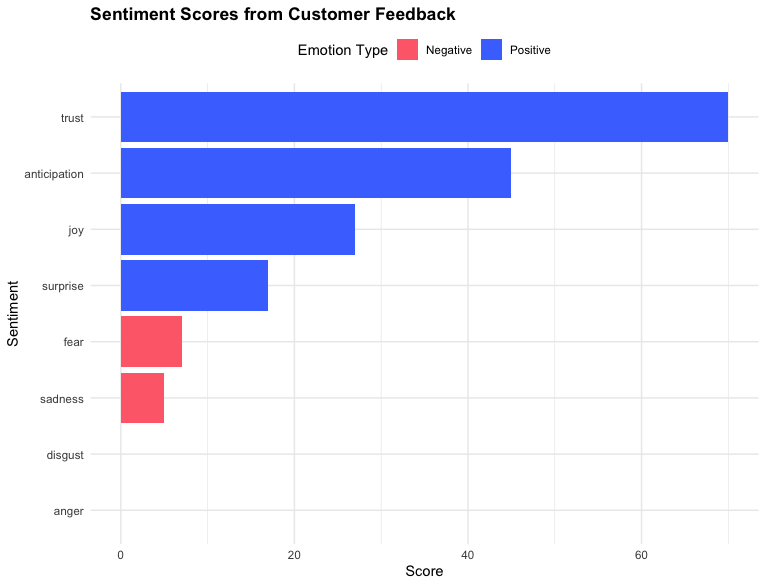 Sentiment Scores from Customer Feedback
Emotion Type Negative Positive
trust
anticipation
joy
surprise
fear
sadness
disgust
anger
Sentiment
0 20 40 60
Score